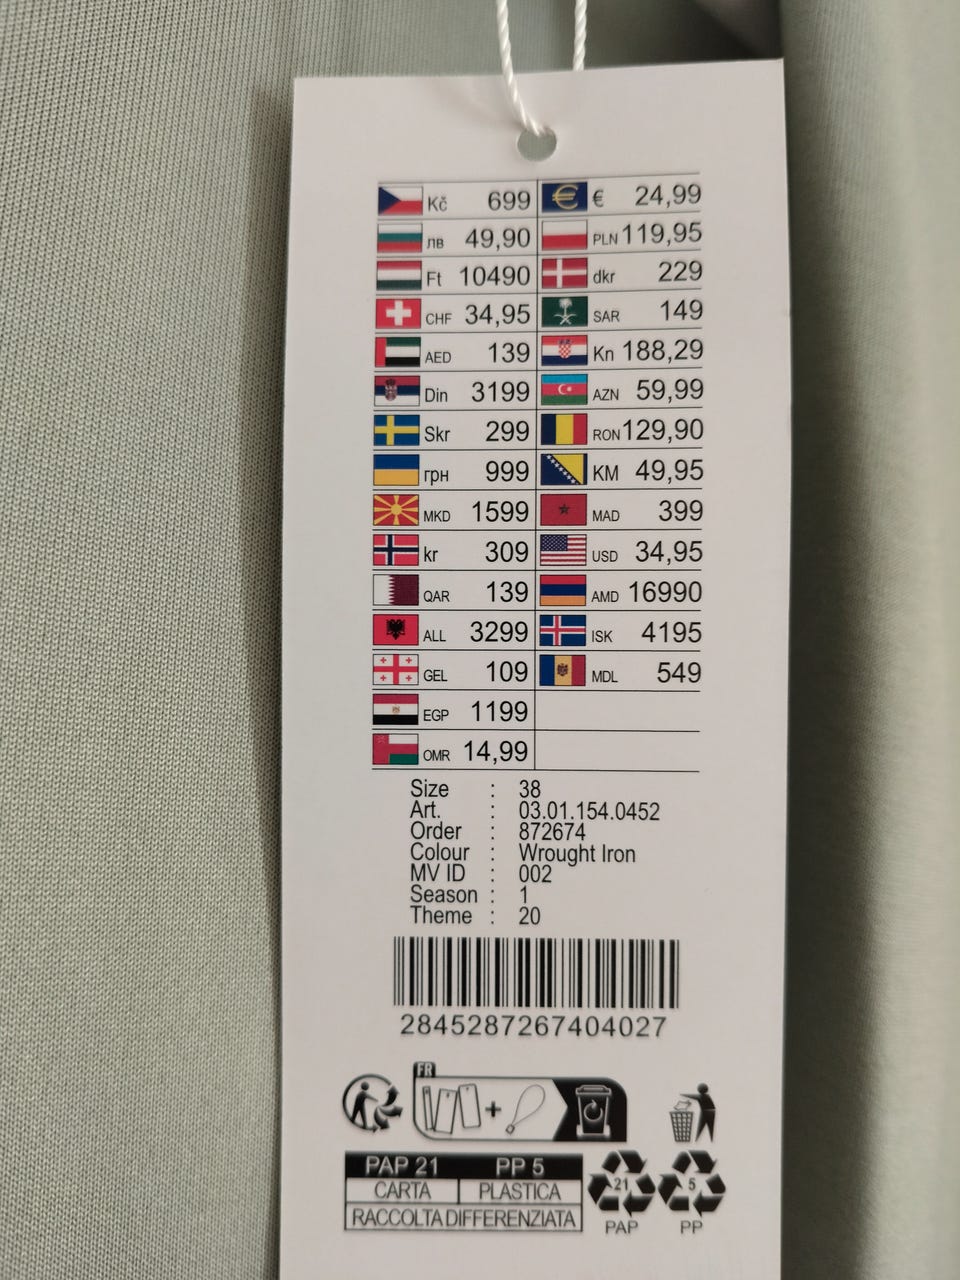 Kč 699 € 24,99
лв 49,90 PLN 119,95
Ft 10490 dkr 229
CHF 34,95 SAR 149
AED 139 Kn 188,29
Din 3199 AZN 59,99
Skr 299 RON 129,90
грн 999 KM 49,95
MKD 1599 MAD 399
kr 309 USD 34,95
QAR 139 AMD 16990
ALL 3299 ISK 4195
GEL 109 MDL 549
EGP 1199
OMR 14,99
Size : 38
Art. : 03.01.154.0452
Order : 872674
Colour : Wrought Iron
MV ID : 002
Season : 1
Theme : 20
2845287267404027
FR
+
PAP 21 PP 5
CARTA PLASTICA
RACCOLTA DIFFERENZIATA
21 5
PAP PP